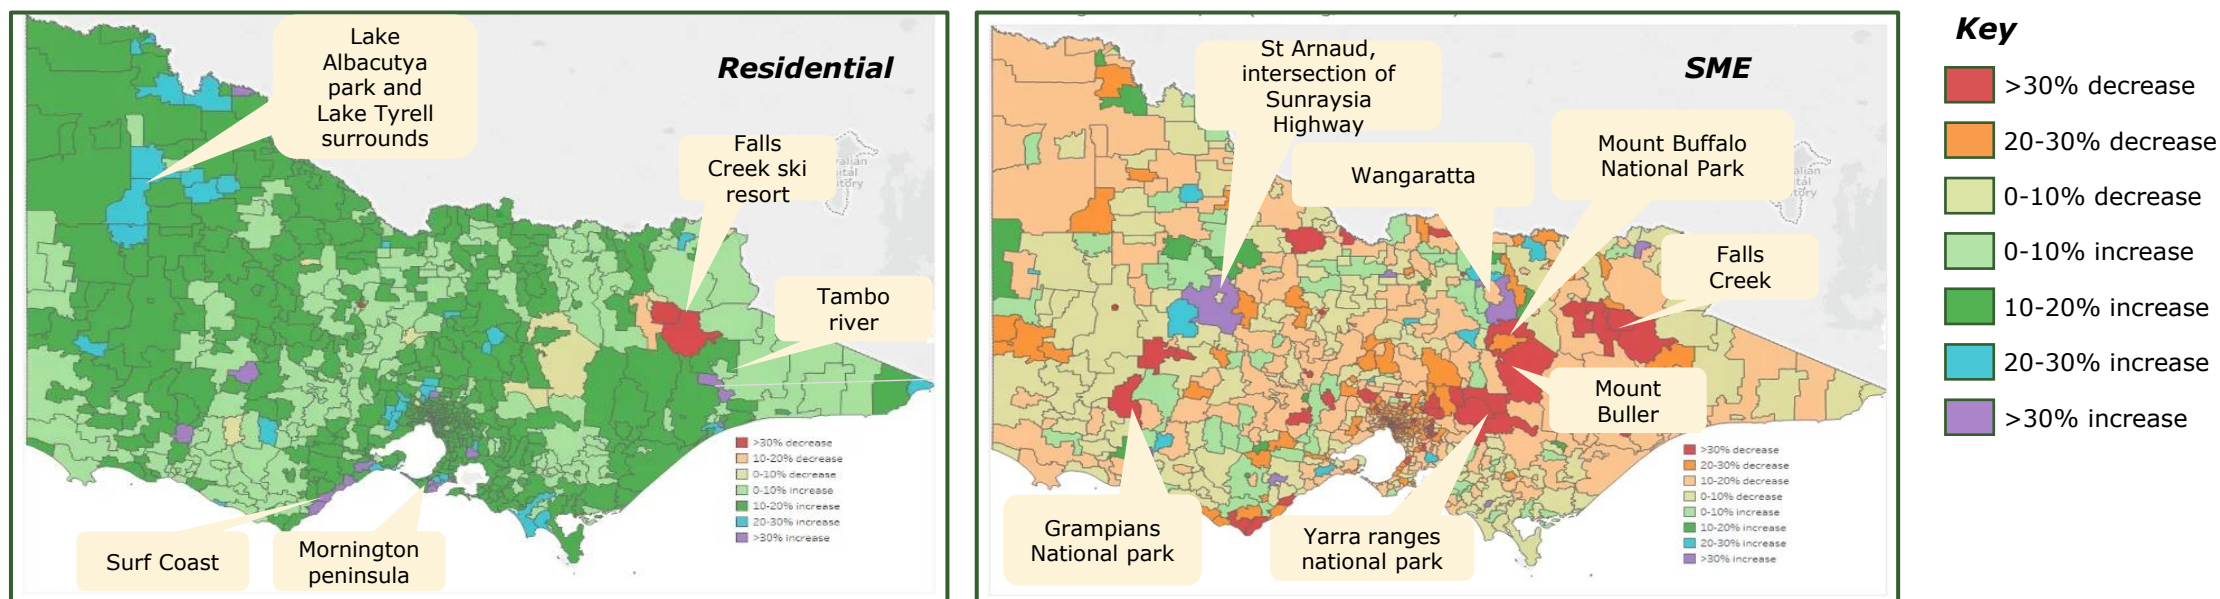 Residential
Lake
Albacutya
park and
Lake Tyrell
surrounds
Falls
Creek ski
resort
Tambo
river
Surf Coast
Mornington
peninsula
>30% decrease
10-20% decrease
0-10% decrease
0-10% increase
10-20% increase
20-30% increase
>30% increase
SME
St Arnaud,
intersection of
Sunraysia
Highway
Wangaratta
Mount Buffalo
National Park
Falls
Creek
Mount
Buller
Grampians
National park
Yarra ranges
national park
>30% decrease
20-30% decrease
10-20% decrease
0-10% decrease
0-10% increase
10-20% increase
20-30% increase
>30% increase
Key
>30% decrease
20-30% decrease
0-10% decrease
0-10% increase
10-20% increase
20-30% increase
>30% increase